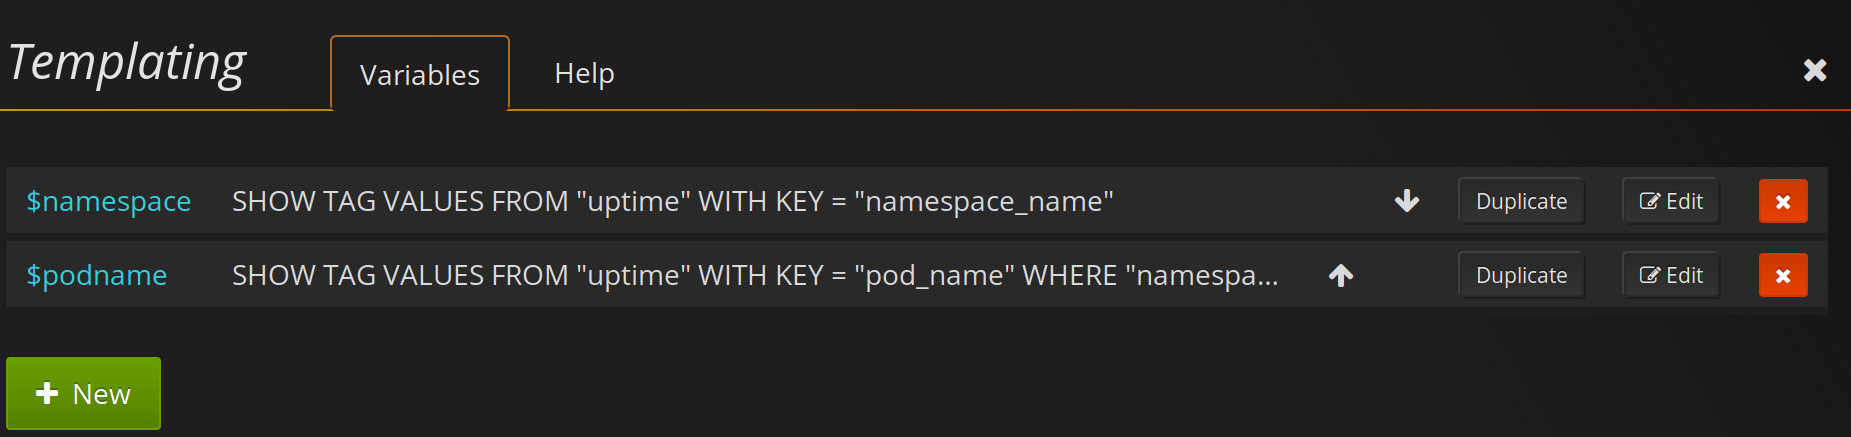 Templating Variables Help
$namespace SHOW TAG VALUES FROM "uptime" WITH KEY = "namespace_name" Duplicate Edit
$podname SHOW TAG VALUES FROM "uptime" WITH KEY = "pod_name" WHERE "namespa... Duplicate Edit
New